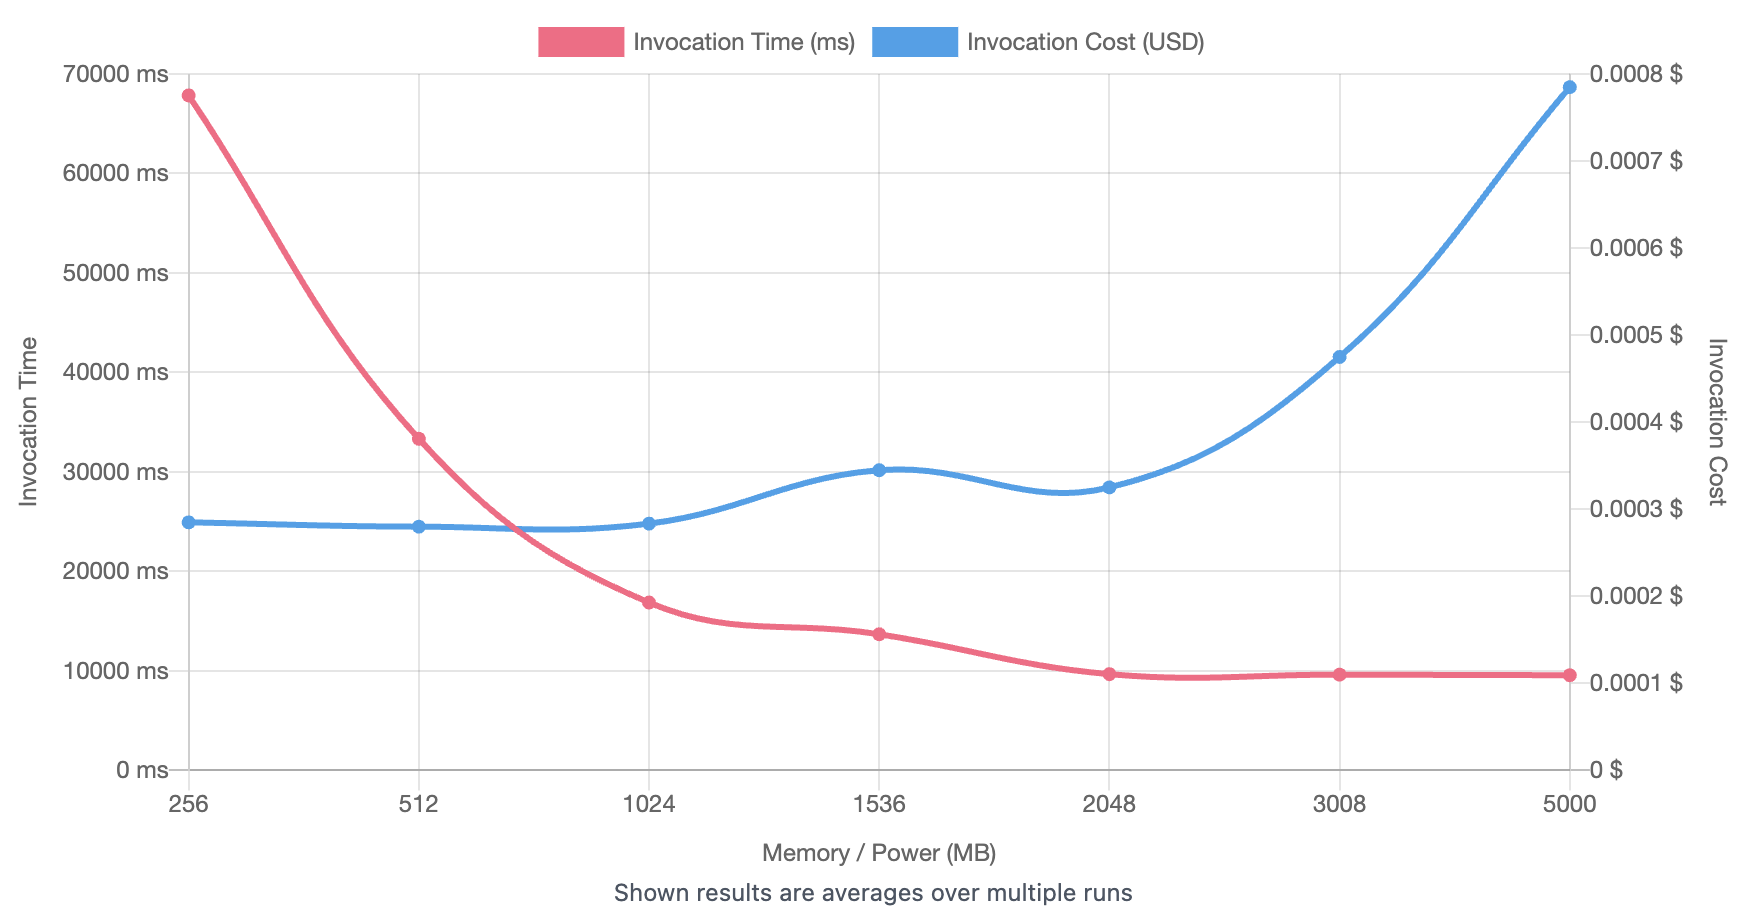 Invocation Time (ms) Invocation Cost (USD)
70000 ms
60000 ms
50000 ms
40000 ms
30000 ms
20000 ms
10000 ms
0 ms
Invocation Time
0.0008 $
0.0007 $
0.0006 $
0.0005 $
0.0004 $
0.0003 $
0.0002 $
0.0001 $
0 $
Invocation Cost
256 512 1024 1536 2048 3008 5000
Memory / Power (MB)
Shown results are averages over multiple runs